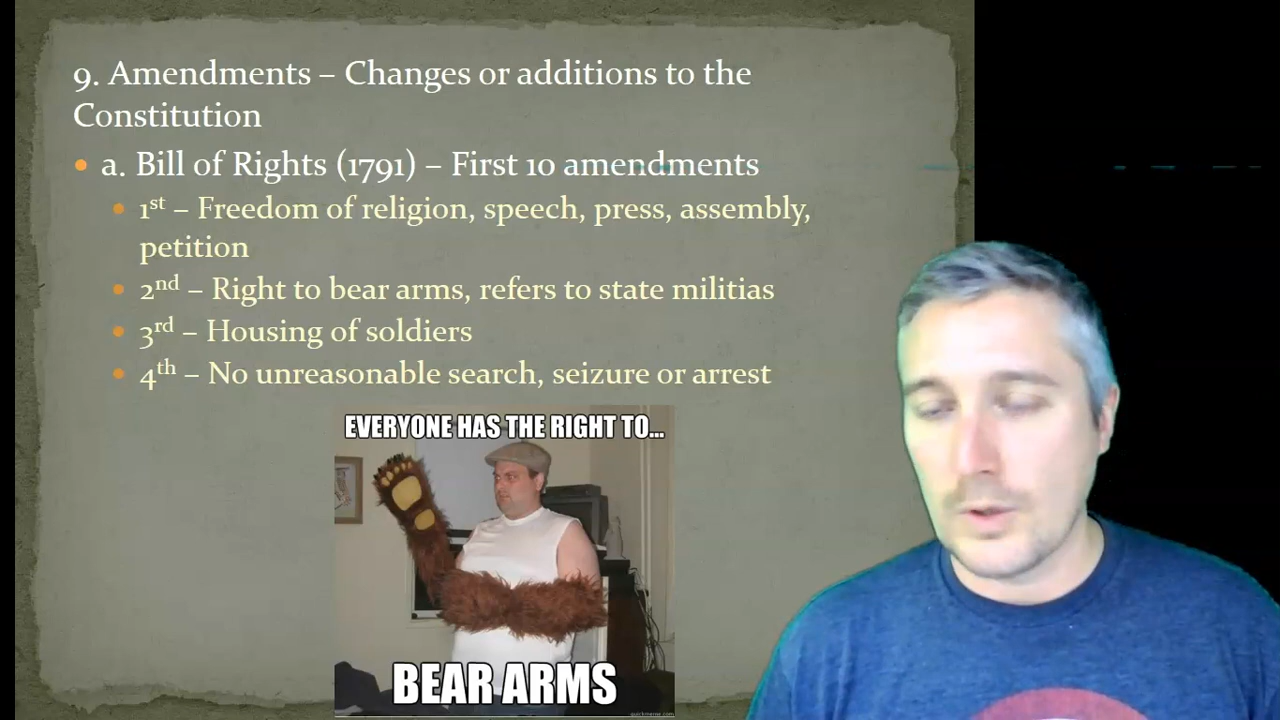 9. Amendments – Changes or additions to the
Constitution
a. Bill of Rights (1791) – First 10 amendments
1st – Freedom of religion, speech, press, assembly,
petition
2nd – Right to bear arms, refers to state militias
3rd – Housing of soldiers
4th – No unreasonable search, seizure or arrest
EVERYONE HAS THE RIGHT TO...
BEAR ARMS
quickmeme.com